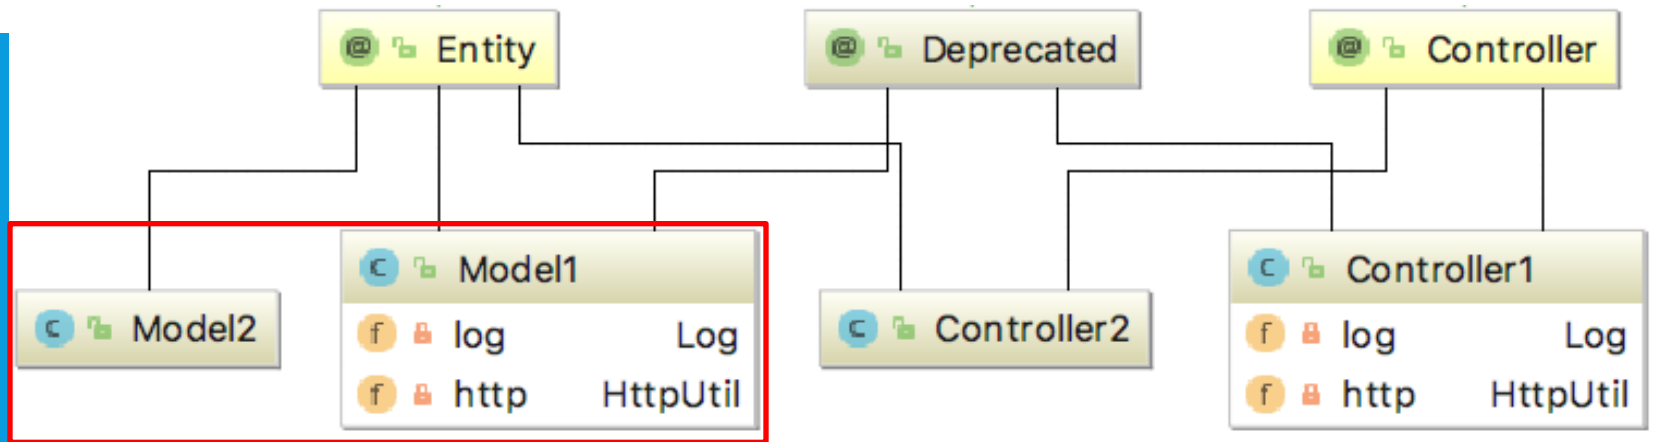 @ Entity
@ Deprecated
@ Controller
C Model2
C Model1
f log Log
f http HttpUtil
C Controller2
C Controller1
f log Log
f http HttpUtil